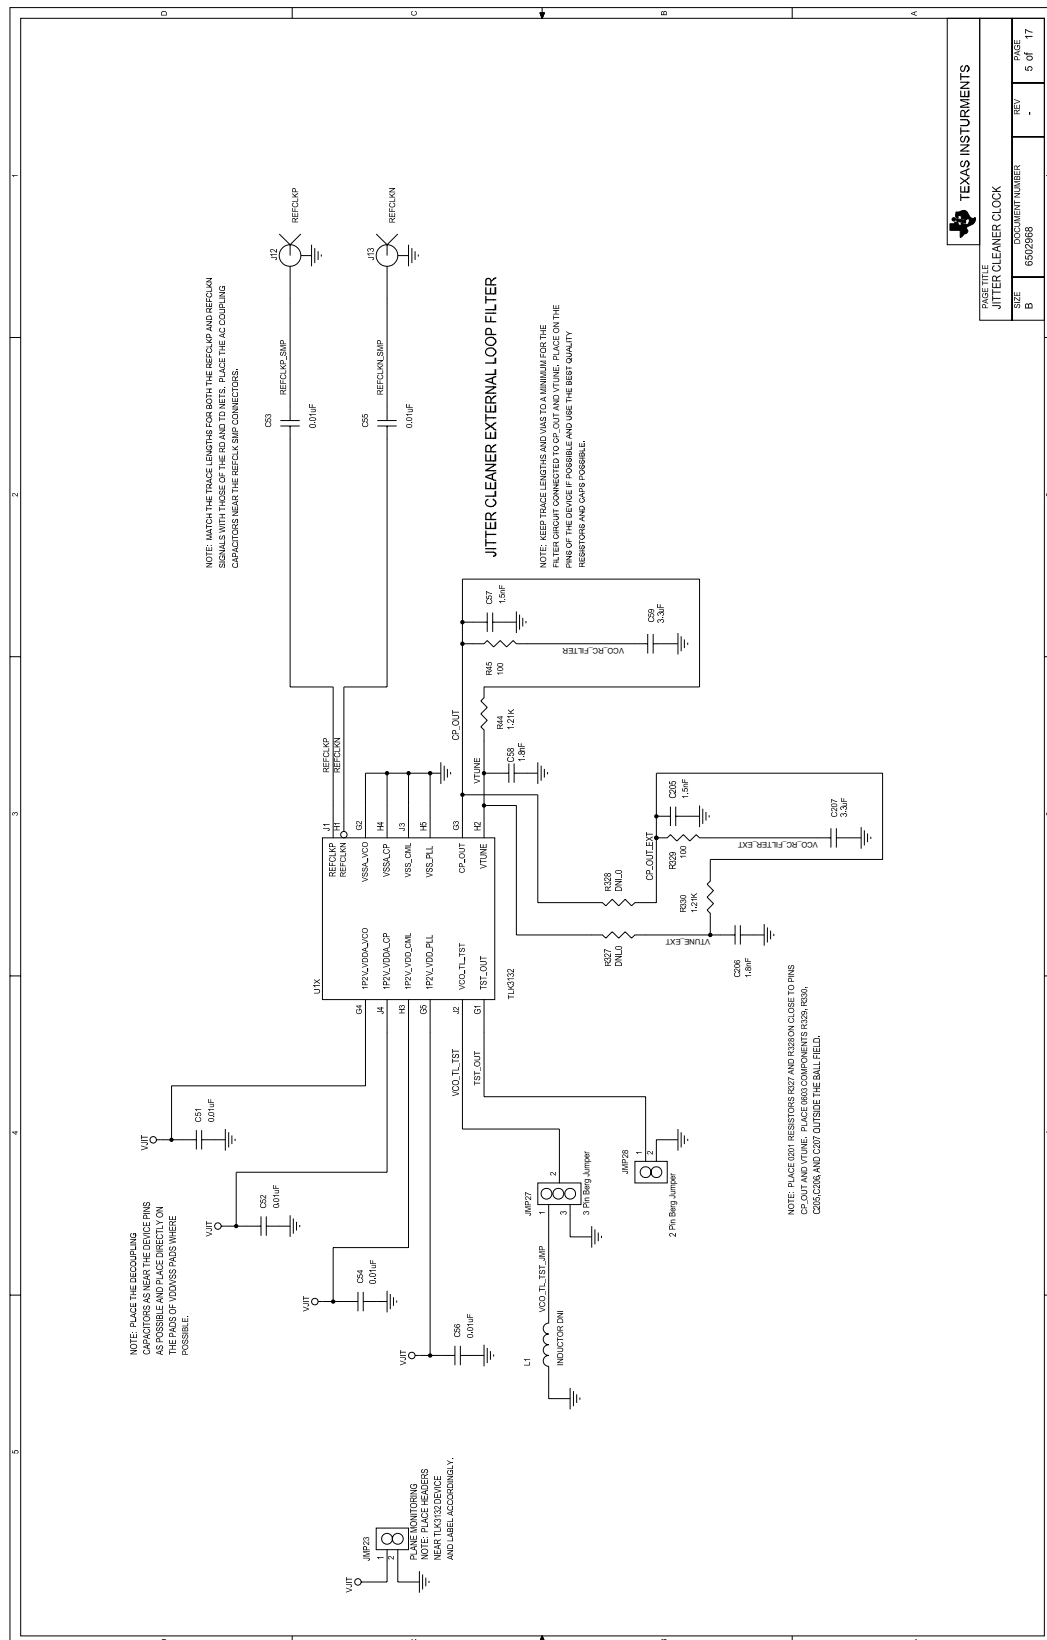 5
4
3
2
1
D
C
B
A
NOTE: PLACE THE DECOUPLING
CAPACITORS AS NEAR THE DEVICE PINS
AS POSSIBLE AND PLACE DIRECTLY ON
THE PADS OF VDD/VSS PADS WHERE
POSSIBLE.
VJIT
C51
0.01uF
VJIT
C52
0.01uF
VJIT
C54
0.01uF
VJIT
C56
0.01uF
VJIT
JMP23
1
2
PLANE MONITORING
NOTE: PLACE HEADERS
NEAR TLK3132 DEVICE
AND LABEL ACCORDINGLY.
U1X
G4
1P2V_VDDA_VCO
J4
1P2V_VDDA_CP
H3
1P2V_VDD_CML
G5
1P2V_VDD_PLL
J2
VCO_TL_TST
G1
TST_OUT
REFCLKP
J1
REFCLKN
H1
VSSA_VCO
G2
VSSA_CP
H4
VSS_CML
J3
VSS_PLL
H5
CP_OUT
G3
VTUNE
H2
TLK3132
REFCLKP
REFCLKN
NOTE: MATCH THE TRACE LENGTHS FOR BOTH THE REFCLKP AND REFCLKN
SIGNALS WITH THOSE OF THE RD AND TD NETS. PLACE THE AC COUPLING
CAPACITORS NEAR THE REFCLK SMP CONNECTORS.
C53
0.01uF
REFCLKP_SMP
J12
REFCLKP
C55
0.01uF
REFCLKN_SMP
J13
REFCLKN
JITTER CLEANER EXTERNAL LOOP FILTER
NOTE: KEEP TRACE LENGTHS AND VIAS TO A MINIMUM FOR THE
FILTER CIRCUIT CONNECTED TO CP_OUT AND VTUNE. PLACE ON THE
PINS OF THE DEVICE IF POSSIBLE AND USE THE BEST QUALITY
RESISTORS AND CAPS POSSIBLE.
VCO_TL_TST
TST_OUT
CP_OUT
VTUNE
C58
1.8nF
R44
1.21K
R45
100
C57
1.5nF
VCO_RC_FILTER
C59
3.3uF
L1
INDUCTOR DNI
VCO_TL_TST_JMP
JMP27
1
2
3
3 Pin Berg Jumper
JMP28
1
2
2 Pin Berg Jumper
R327
DNI_0
R328
DNI_0
VTUNE_EXT
CP_OUT_EXT
C206
1.8nF
R330
1.21K
R329
100
C205
1.5nF
VCO_RC_FILTER_EXT
C207
3.3uF
NOTE: PLACE 0201 RESISTORS R327 AND R328 ON CLOSE TO PINS
CP_OUT AND VTUNE. PLACE 0603 COMPONENTS R329, R330,
C205,C206, AND C207 OUTSIDE THE BALL FIELD.
TEXAS INSTURMENTS
PAGE TITLE
JITTER CLEANER CLOCK
SIZE
B
DOCUMENT NUMBER
6502968
REV
-
PAGE
5 of 17